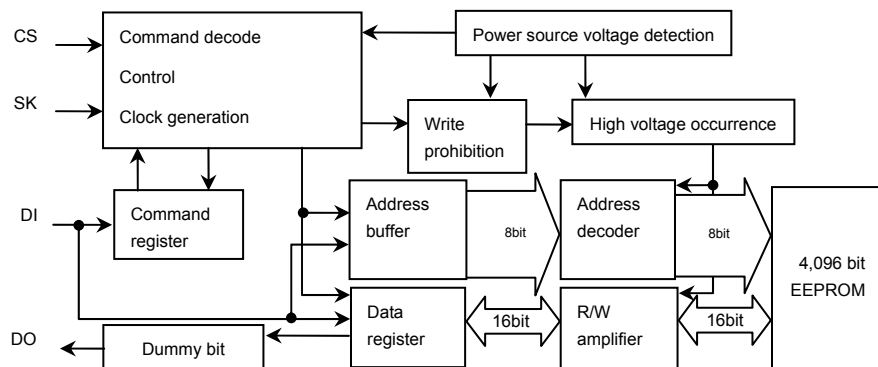 CS
SK
DI
DO
Command decode
Control
Clock generation
Power source voltage detection
Write
prohibition
High voltage occurrence
Command
register
Address
buffer
8bit
Address
decoder
8bit
4,096 bit
EEPROM
Data
register
16bit
R/W
amplifier
16bit
Dummy bit